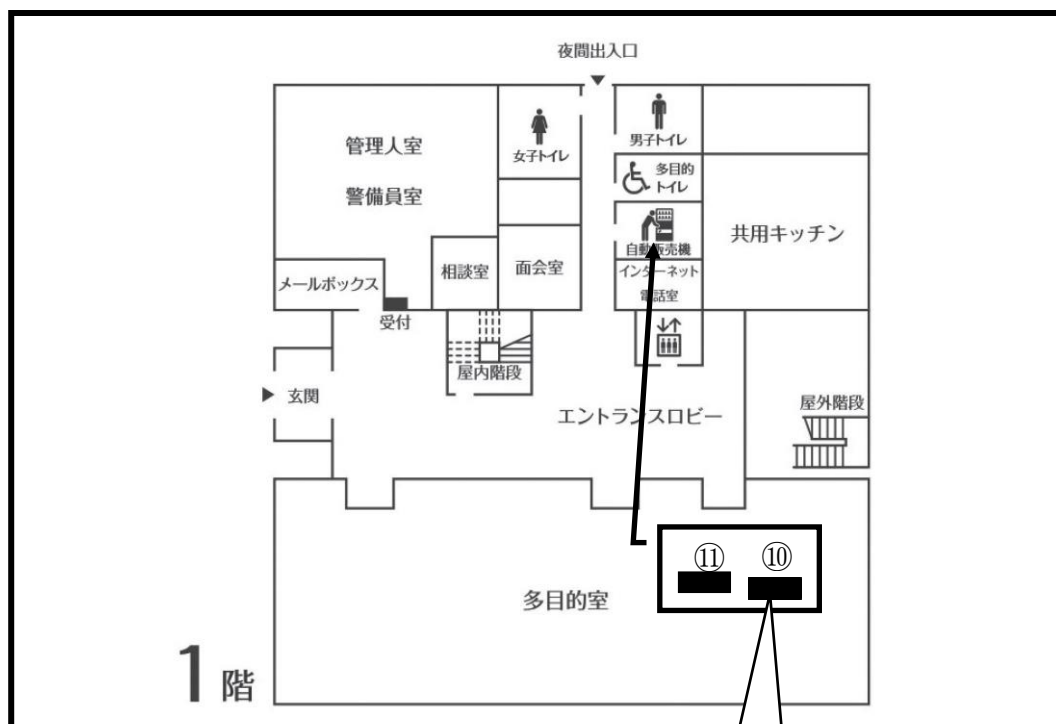 夜間出入口
管理人室
警備員室
女子トイレ
男子トイレ
多目的
トイレ
自動販売機
共用キッチン
相談室
面会室
インターネット
電話室
メールボックス
受付
屋内階段
玄関
エントランスロビー
屋外階段
⑪
⑩
多目的室
1階